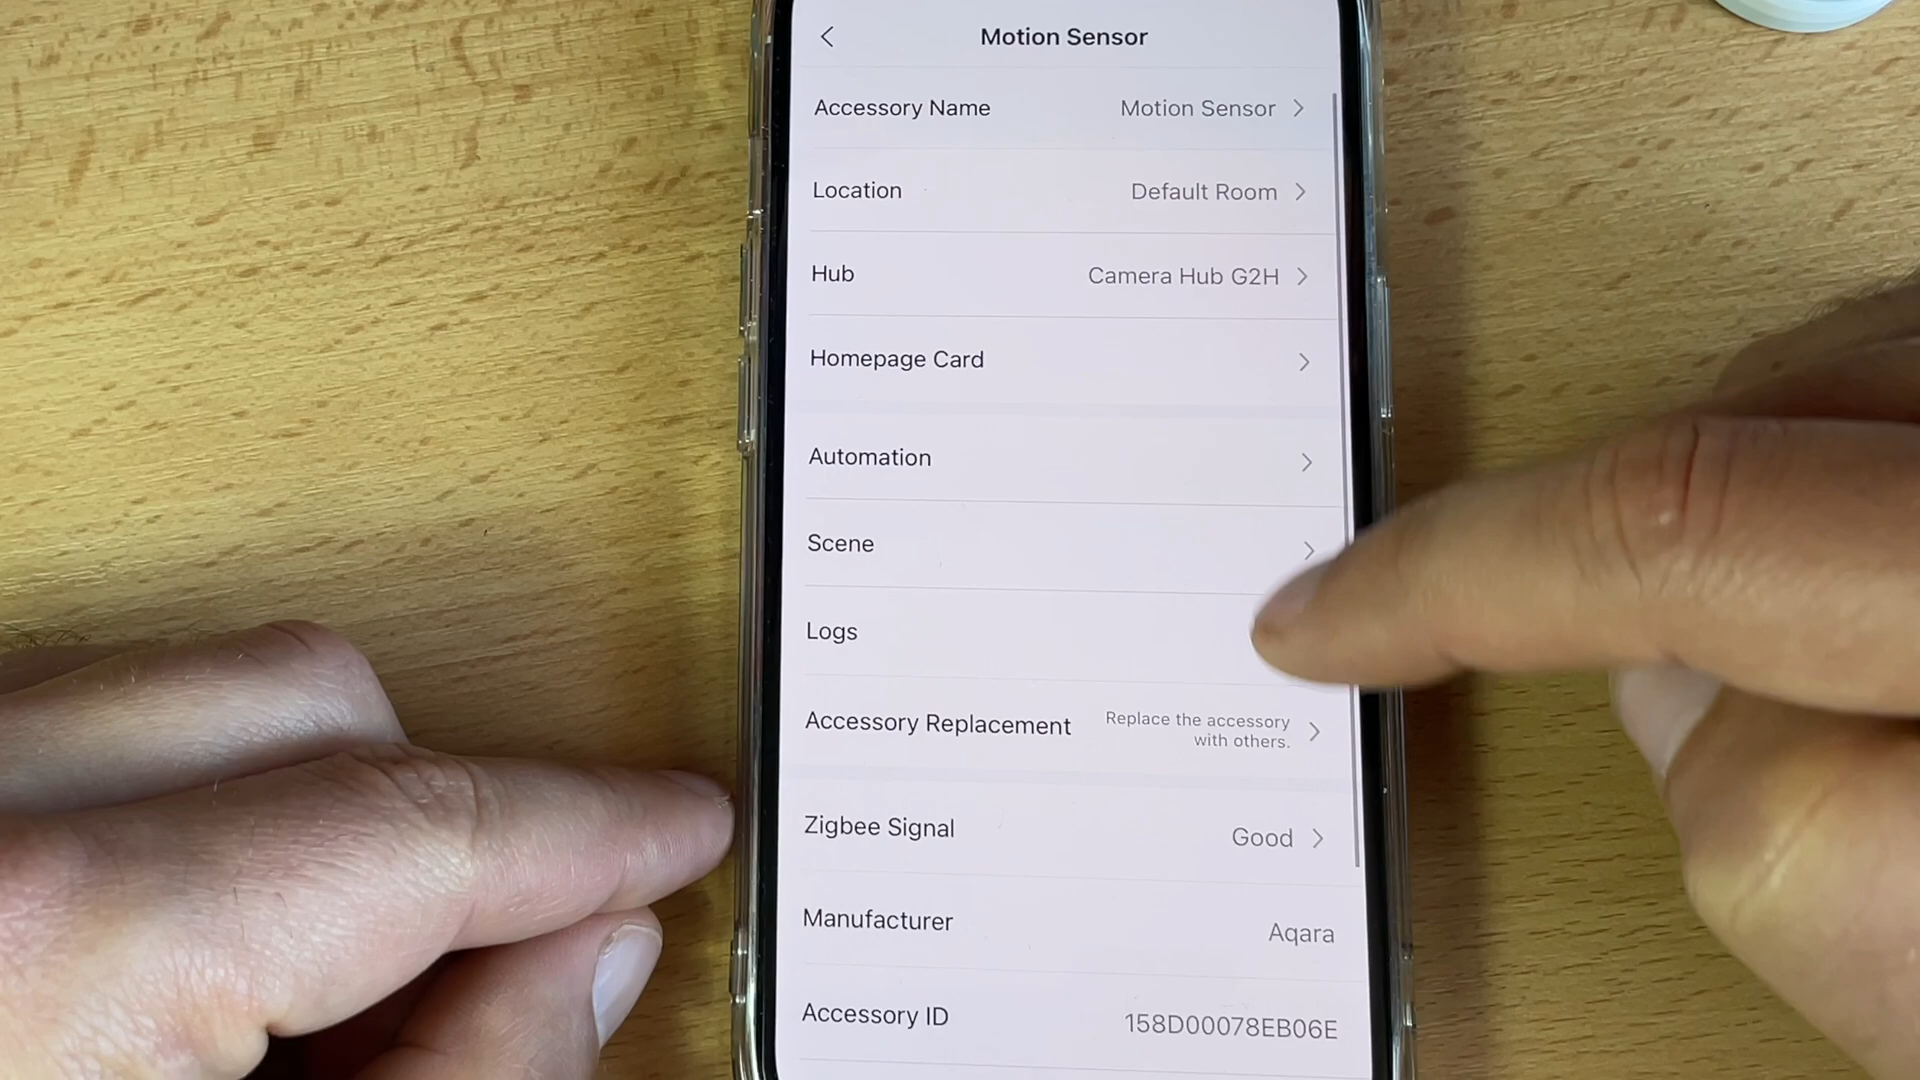 Motion Sensor
Accessory Name Motion Sensor
Location Default Room
Hub Camera Hub G2H
Homepage Card
Automation
Scene
Logs
Accessory Replacement Replace the accessory
with others.
Zigbee Signal Good
Manufacturer Aqara
Accessory ID 158D00078EB06E